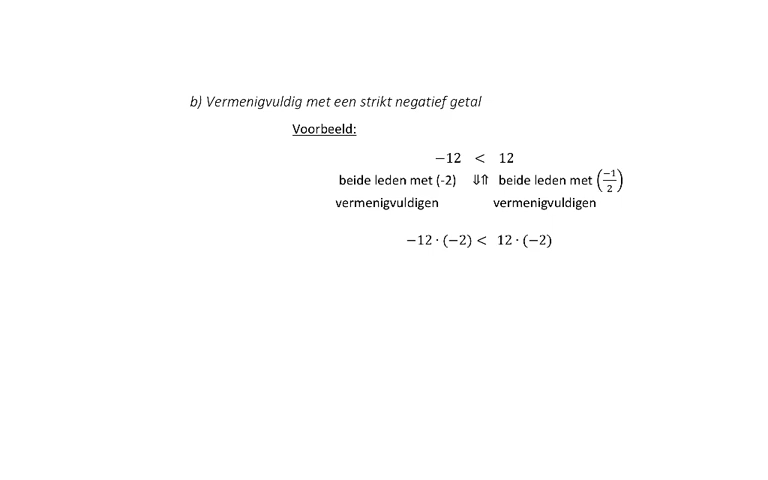 b) Vermenigvuldig met een strikt negatief getal
Voorbeeld:
−12 < 12
beide leden met (-2) ⇓⇑ beide leden met (−1/2)
vermenigvuldigen vermenigvuldigen
−12 · (−2) < 12 · (−2)